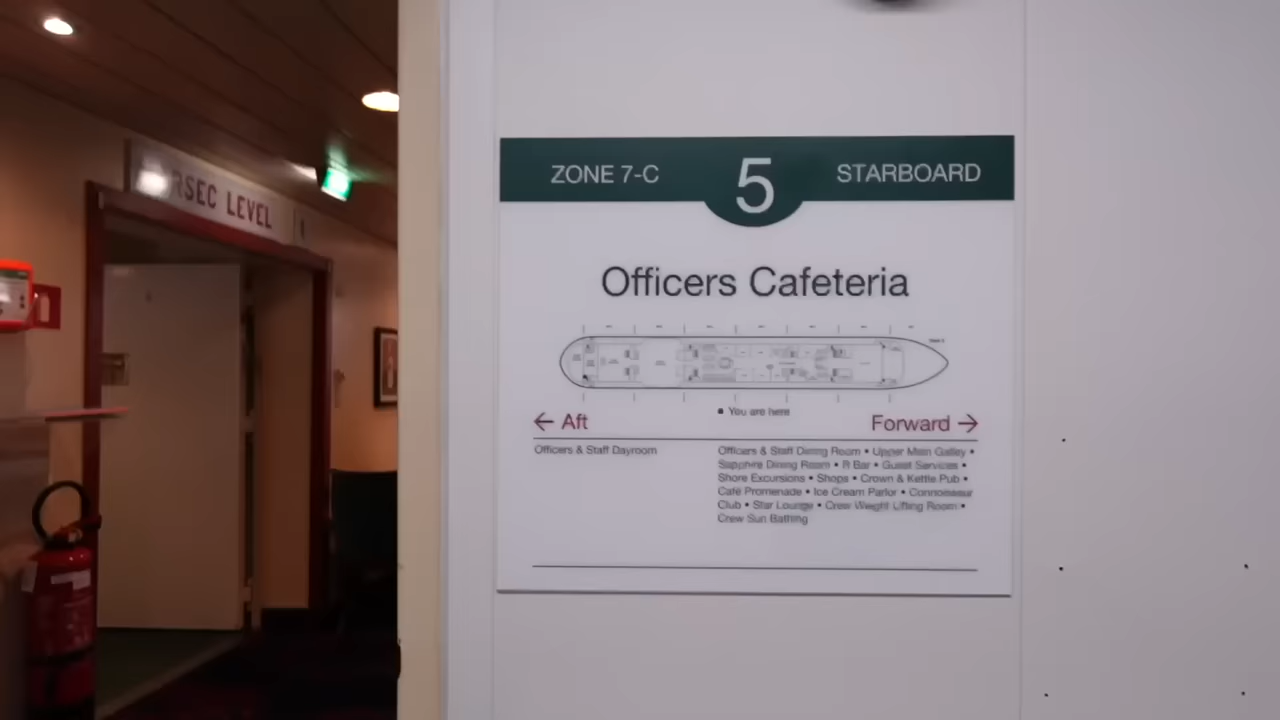 RSEC LEVEL
ZONE 7-C
5
STARBOARD
Officers Cafeteria
You are here
← Aft
Forward →
Officers & Staff Dayroom
Officers & Staff Dining Room • Upper Main Galley •
Sapphire Dining Room • R Bar • Guest Services •
Shore Excursions • Shops • Crown & Kettle Pub •
Café Promenade • Ice Cream Parlor • Connoisseur
Club • Star Lounge • Crew Weight Lifting Room •
Crew Sun Bathing